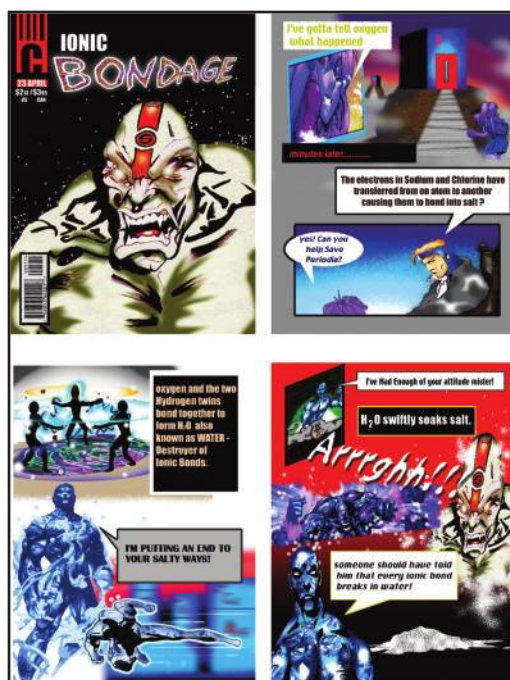 IONIC
BONDAGE
23 APRIL
US
CAN
I've gotta tell oxygen
what happened
minutes later...........
The electrons in Sodium and Chlorine have
transferred from on atom to another
causing them to bond into salt ?
yes! Can you
help Save
Periodia?
oxygen and the two
Hydrogen twins
bond together to
form H₂O also
known as WATER -
Destroyer of
Ionic Bonds.
I'M PUTTING AN END TO
YOUR SALTY WAYS!
I've Had Enough of your attitude mister!
H₂O swiftly soaks salt.
Arrrghh!!!
someone should have told
him that every ionic bond
breaks in water!